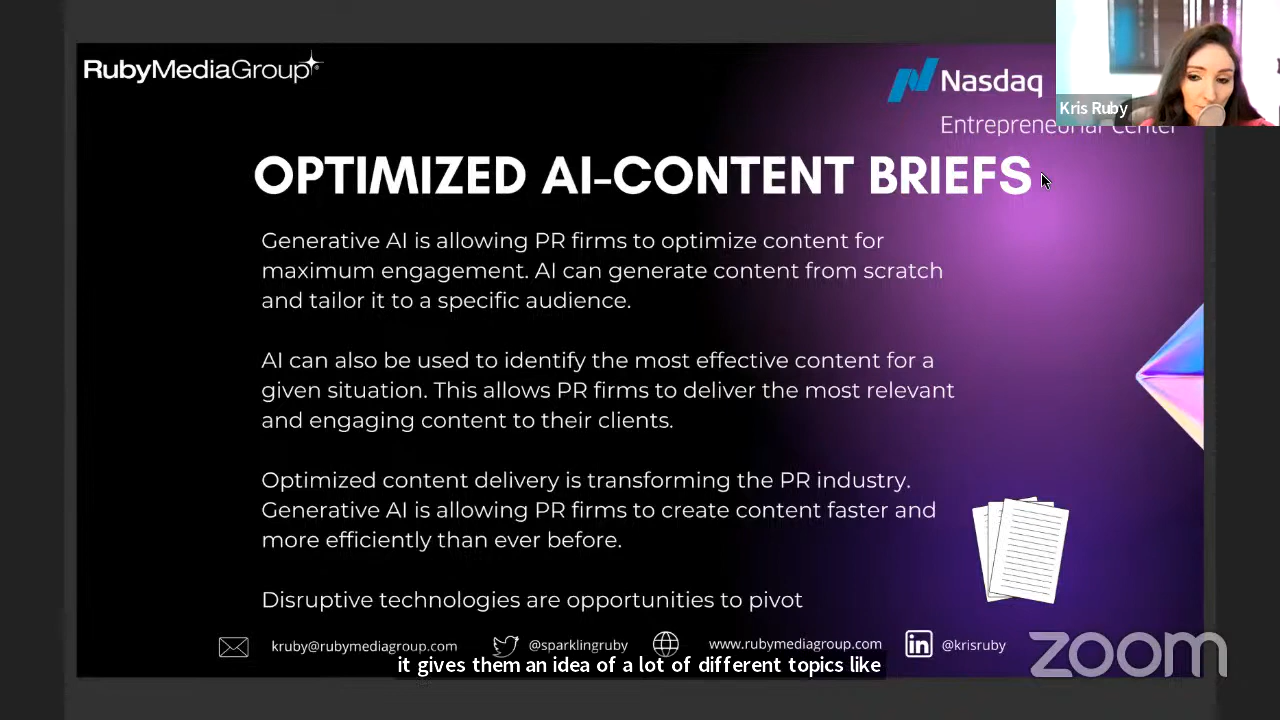 RubyMediaGroup
Nasdaq
Entrepreneurial Center
Kris Ruby
OPTIMIZED AI-CONTENT BRIEFS
Generative AI is allowing PR firms to optimize content for
maximum engagement. AI can generate content from scratch
and tailor it to a specific audience.
AI can also be used to identify the most effective content for a
given situation. This allows PR firms to deliver the most relevant
and engaging content to their clients.
Optimized content delivery is transforming the PR industry.
Generative AI is allowing PR firms to create content faster and
more efficiently than ever before.
Disruptive technologies are opportunities to pivot
kruby@rubymediagroup.com @sparklingruby www.rubymediagroup.com in @krisruby
it gives them an idea of a lot of different topics like
zoom